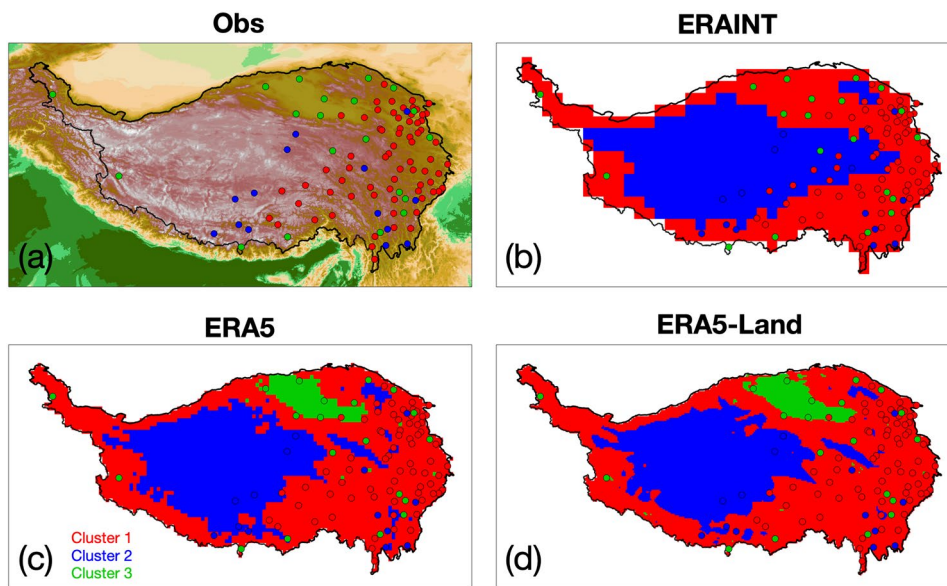 Obs
ERAINT
(a)
(b)
ERA5
ERA5-Land
Cluster 1
Cluster 2
Cluster 3
(c)
(d)